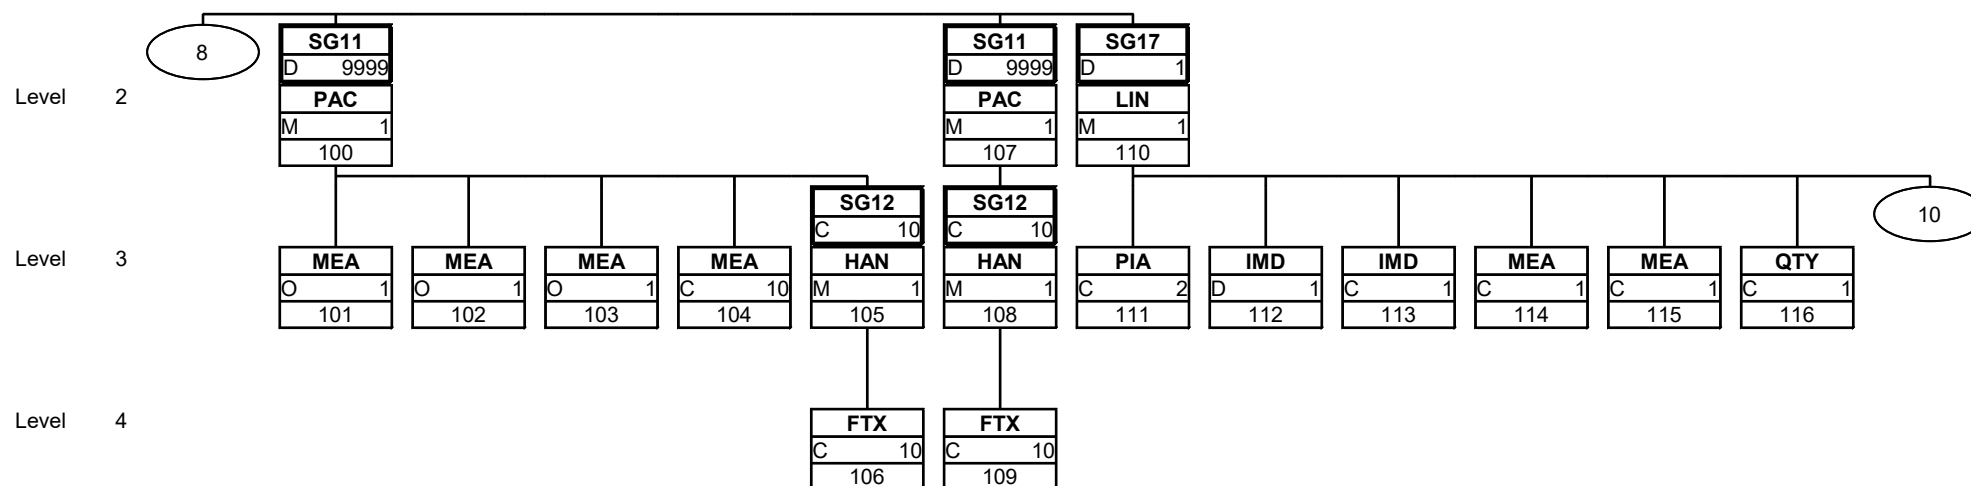 8 SG11 SG11 SG17
D 9999 D 9999 D 1
Level 2 PAC PAC LIN
M 1 M 1 M 1
100 107 110
SG12 SG12
C 10 C 10 10
Level 3 MEA MEA MEA MEA HAN HAN PIA IMD IMD MEA MEA QTY
O 1 O 1 O 1 C 10 M 1 M 1 C 2 D 1 C 1 C 1 C 1 C 1
101 102 103 104 105 108 111 112 113 114 115 116
Level 4 FTX FTX
C 10 C 10
106 109